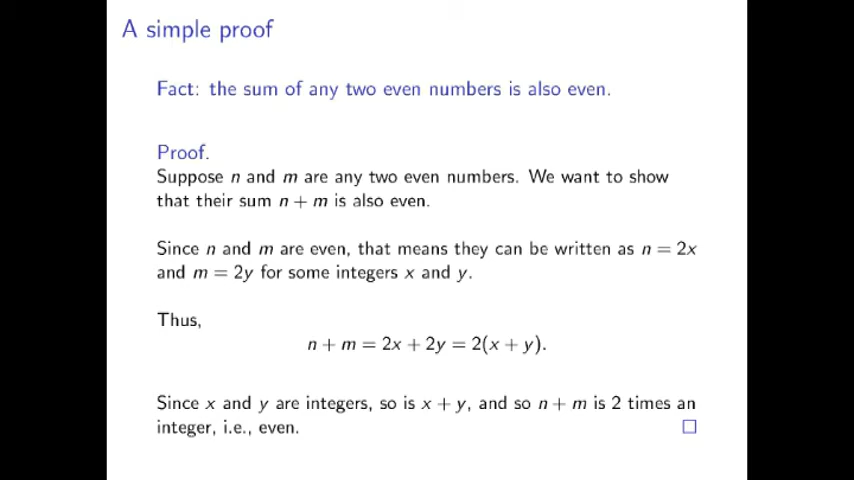 A simple proof
Fact: the sum of any two even numbers is also even.
Proof.
Suppose n and m are any two even numbers. We want to show
that their sum n + m is also even.
Since n and m are even, that means they can be written as n = 2x
and m = 2y for some integers x and y.
Thus,
n + m = 2x + 2y = 2(x + y).
Since x and y are integers, so is x + y, and so n + m is 2 times an
integer, i.e., even. □